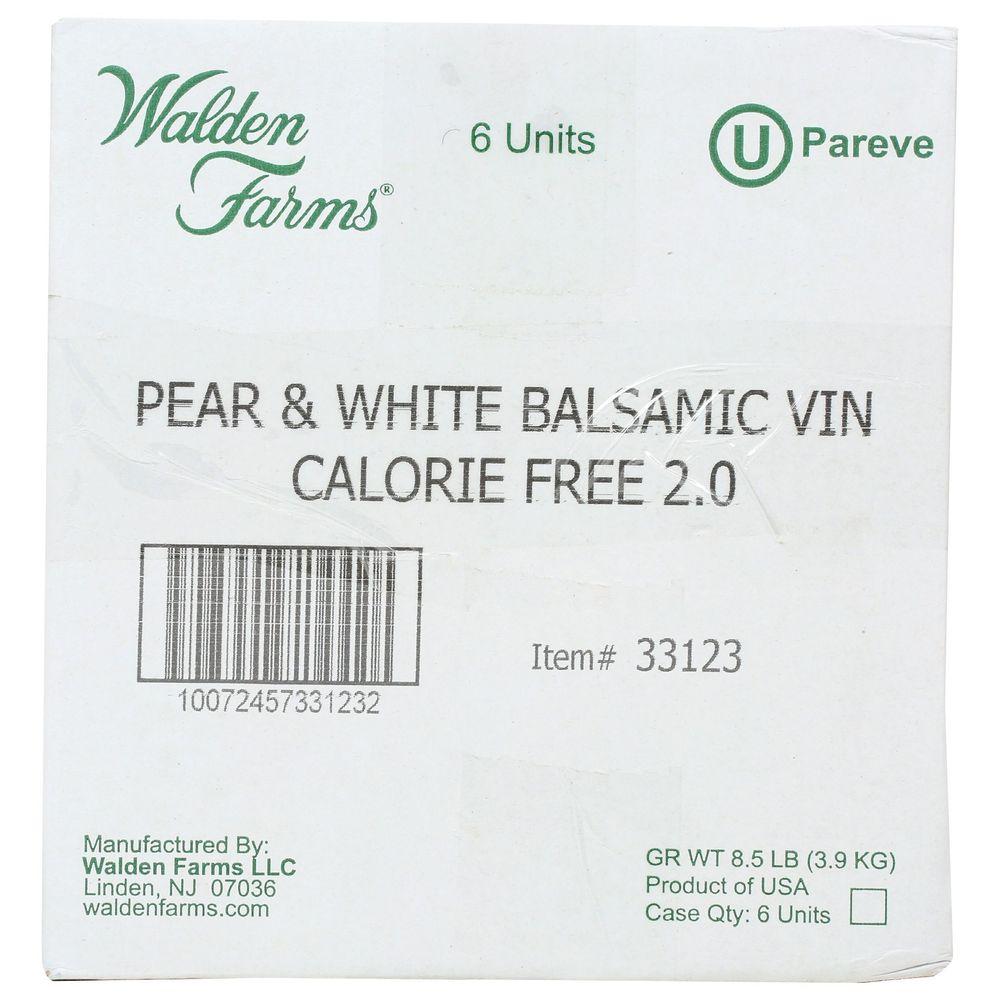 Walden
Farms®
6 Units
U Pareve
PEAR & WHITE BALSAMIC VIN
CALORIE FREE 2.0
10072457331232
Item# 33123
Manufactured By:
Walden Farms LLC
Linden, NJ 07036
waldenfarms.com
GR WT 8.5 LB (3.9 KG)
Product of USA
Case Qty: 6 Units